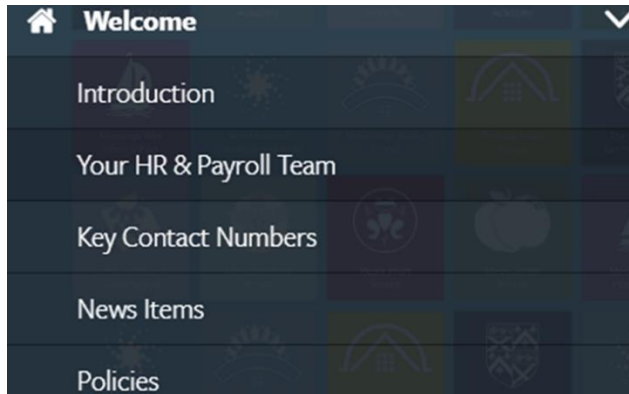 Welcome
Introduction
Your HR & Payroll Team
Key Contact Numbers
News Items
Policies